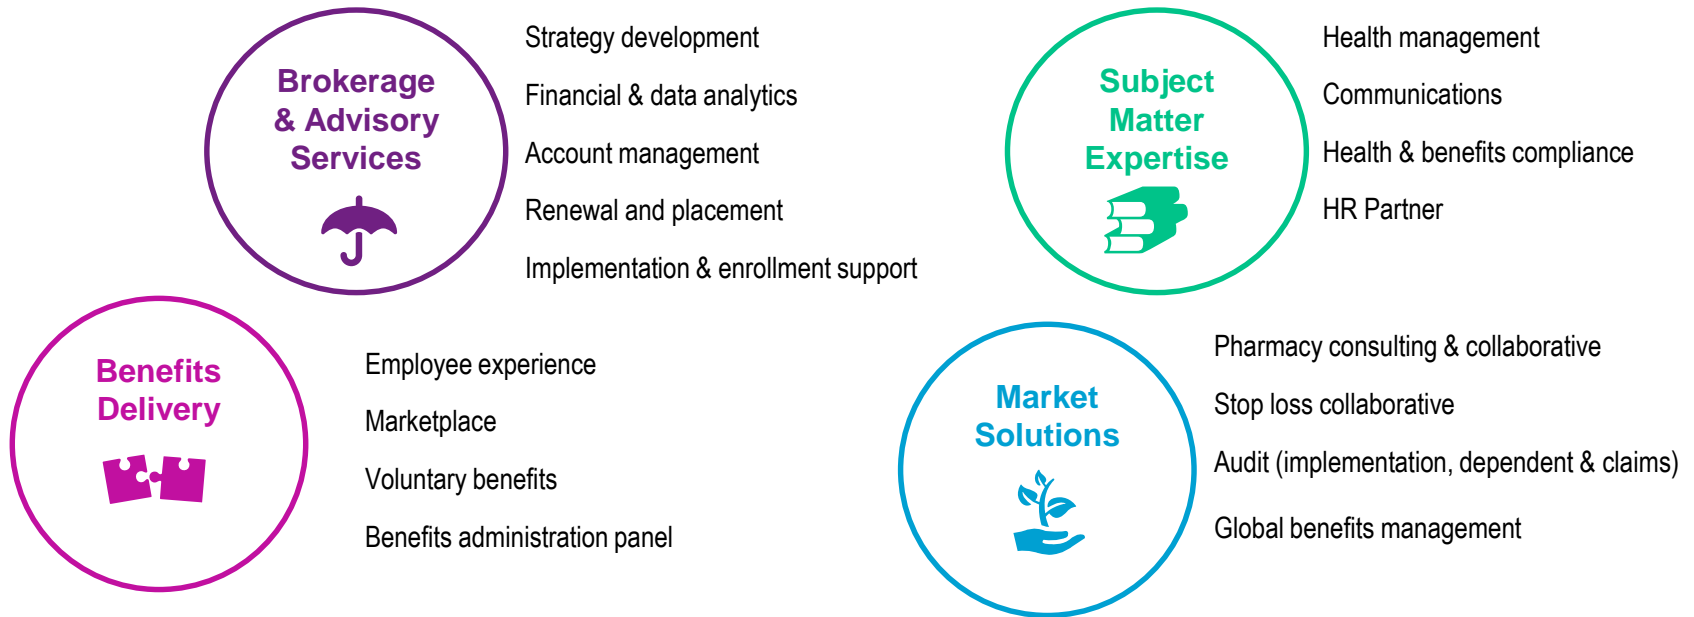 Brokerage
& Advisory
Services
Strategy development
Financial & data analytics
Account management
Renewal and placement
Implementation & enrollment support
Subject
Matter
Expertise
Health management
Communications
Health & benefits compliance
HR Partner
Benefits
Delivery
Employee experience
Marketplace
Voluntary benefits
Benefits administration panel
Market
Solutions
Pharmacy consulting & collaborative
Stop loss collaborative
Audit (implementation, dependent & claims)
Global benefits management